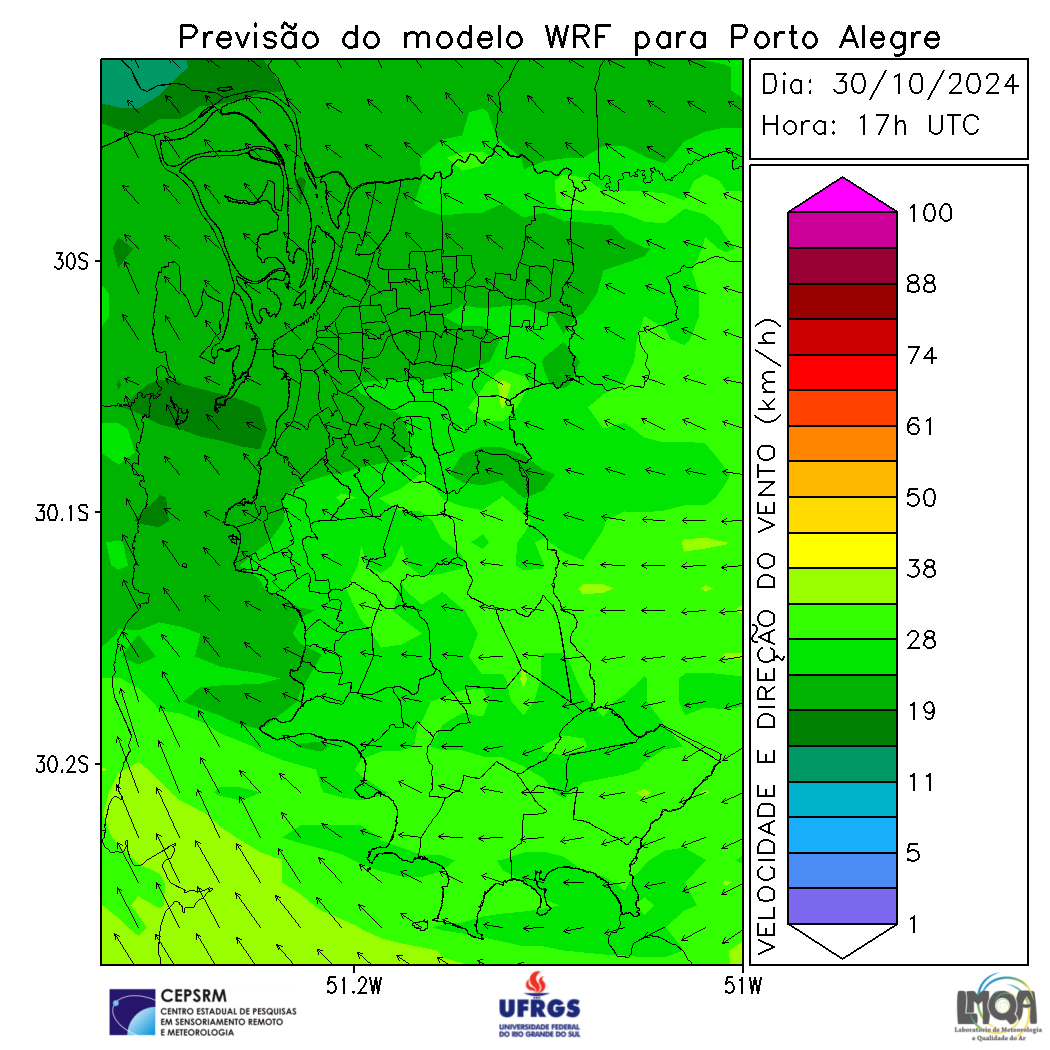 Previsão do modelo WRF para Porto Alegre
Dia: 30/10/2024
Hora: 17h UTC
30S
30.1S
30.2S
51.2W
51W
VELOCIDADE E DIREÇÃO DO VENTO (km/h)
100
88
74
61
50
38
28
19
11
5
1
CEPSRM
CENTRO ESTADUAL DE PESQUISAS
EM SENSORIAMENTO REMOTO
E METEOROLOGIA
UFRGS
UNIVERSIDADE FEDERAL
DO RIO GRANDE DO SUL
LMQA
Laboratório de Meteorologia
e Qualidade do Ar